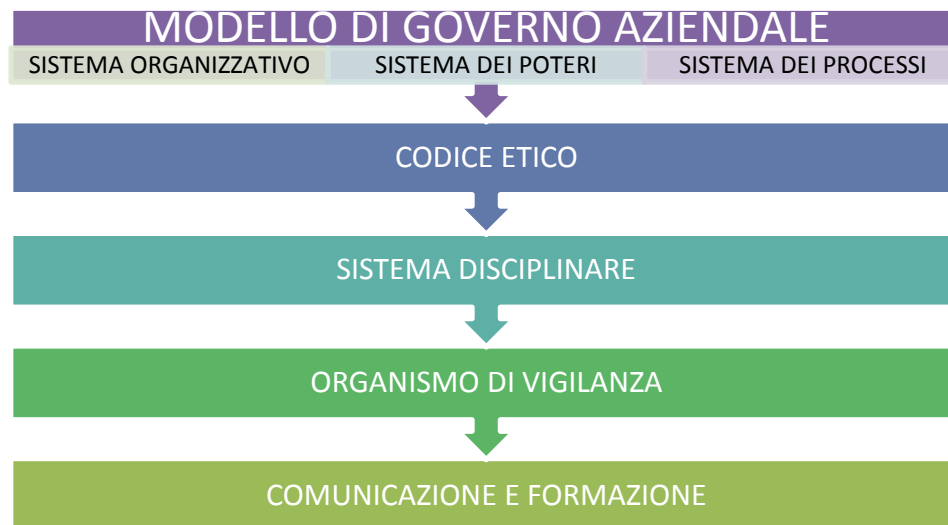 MODELLO DI GOVERNO AZIENDALE
SISTEMA ORGANIZZATIVO SISTEMA DEI POTERI SISTEMA DEI PROCESSI
CODICE ETICO
SISTEMA DISCIPLINARE
ORGANISMO DI VIGILANZA
COMUNICAZIONE E FORMAZIONE